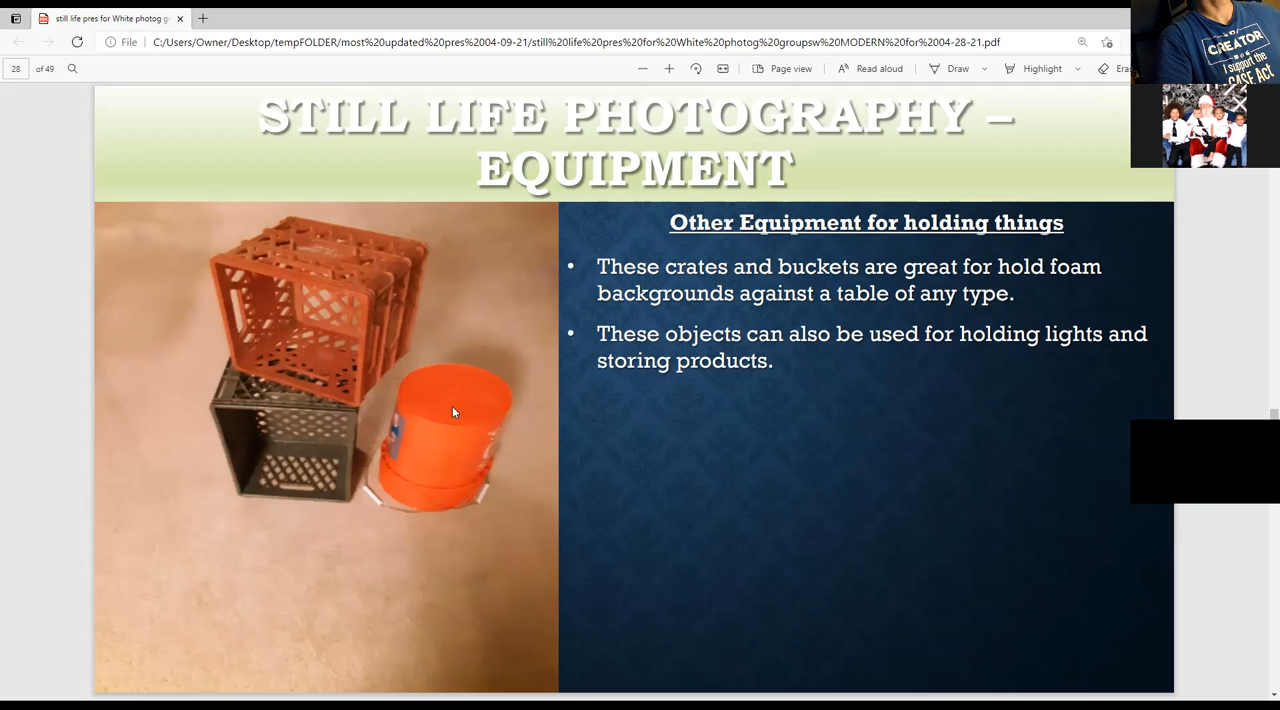 still life pres for White photog g
File
C:/Users/Owner/Desktop/tempFOLDER/most%20updated%20pres%2004-09-21/still%20life%20pres%20for%20White%20photog%20groupsw%20MODERN%20for%2004-28-21.pdf
28 of 49
Page view
Read aloud
Draw
Highlight
Eras
CREATOR
I support the
CASE Act
STILL LIFE PHOTOGRAPHY –
EQUIPMENT
Other Equipment for holding things
• These crates and buckets are great for hold foam
backgrounds against a table of any type.
• These objects can also be used for holding lights and
storing products.